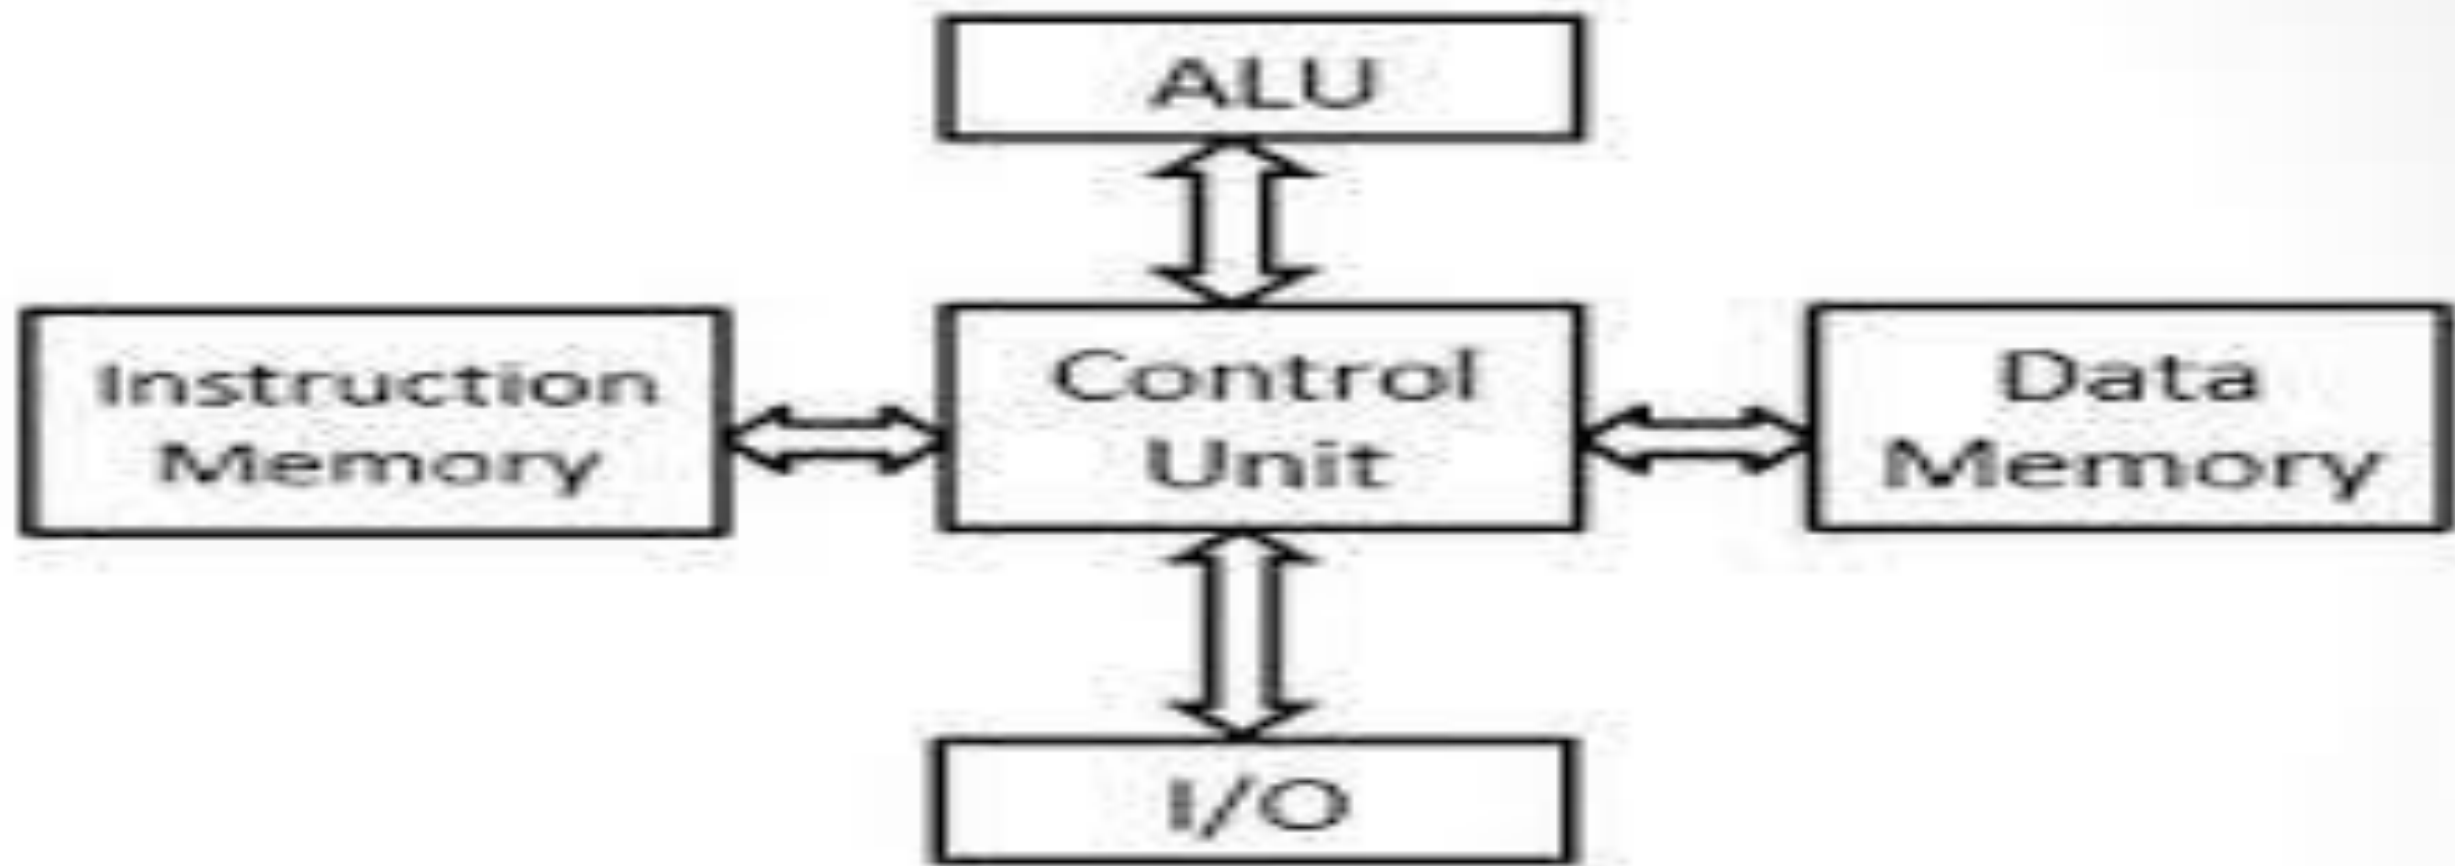 ALU
Instruction
Memory
Control
Unit
Data
Memory
I/O